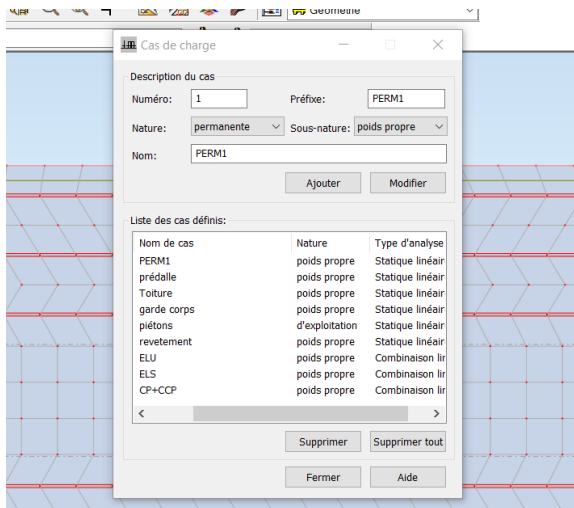 Géométrie
Cas de charge
Description du cas
Numéro: 1 Préfixe: PERM1
Nature: permanente Sous-nature: poids propre
Nom: PERM1
Ajouter Modifier
Liste des cas définis:
Nom de cas Nature Type d'analyse
PERM1 poids propre Statique linéair
prédalle poids propre Statique linéair
Toiture poids propre Statique linéair
garde corps poids propre Statique linéair
piétons d'exploitation Statique linéair
revetement poids propre Statique linéair
ELU poids propre Combinaison lir
ELS poids propre Combinaison lir
CP+CCP poids propre Combinaison lir
Supprimer Supprimer tout
Fermer Aide